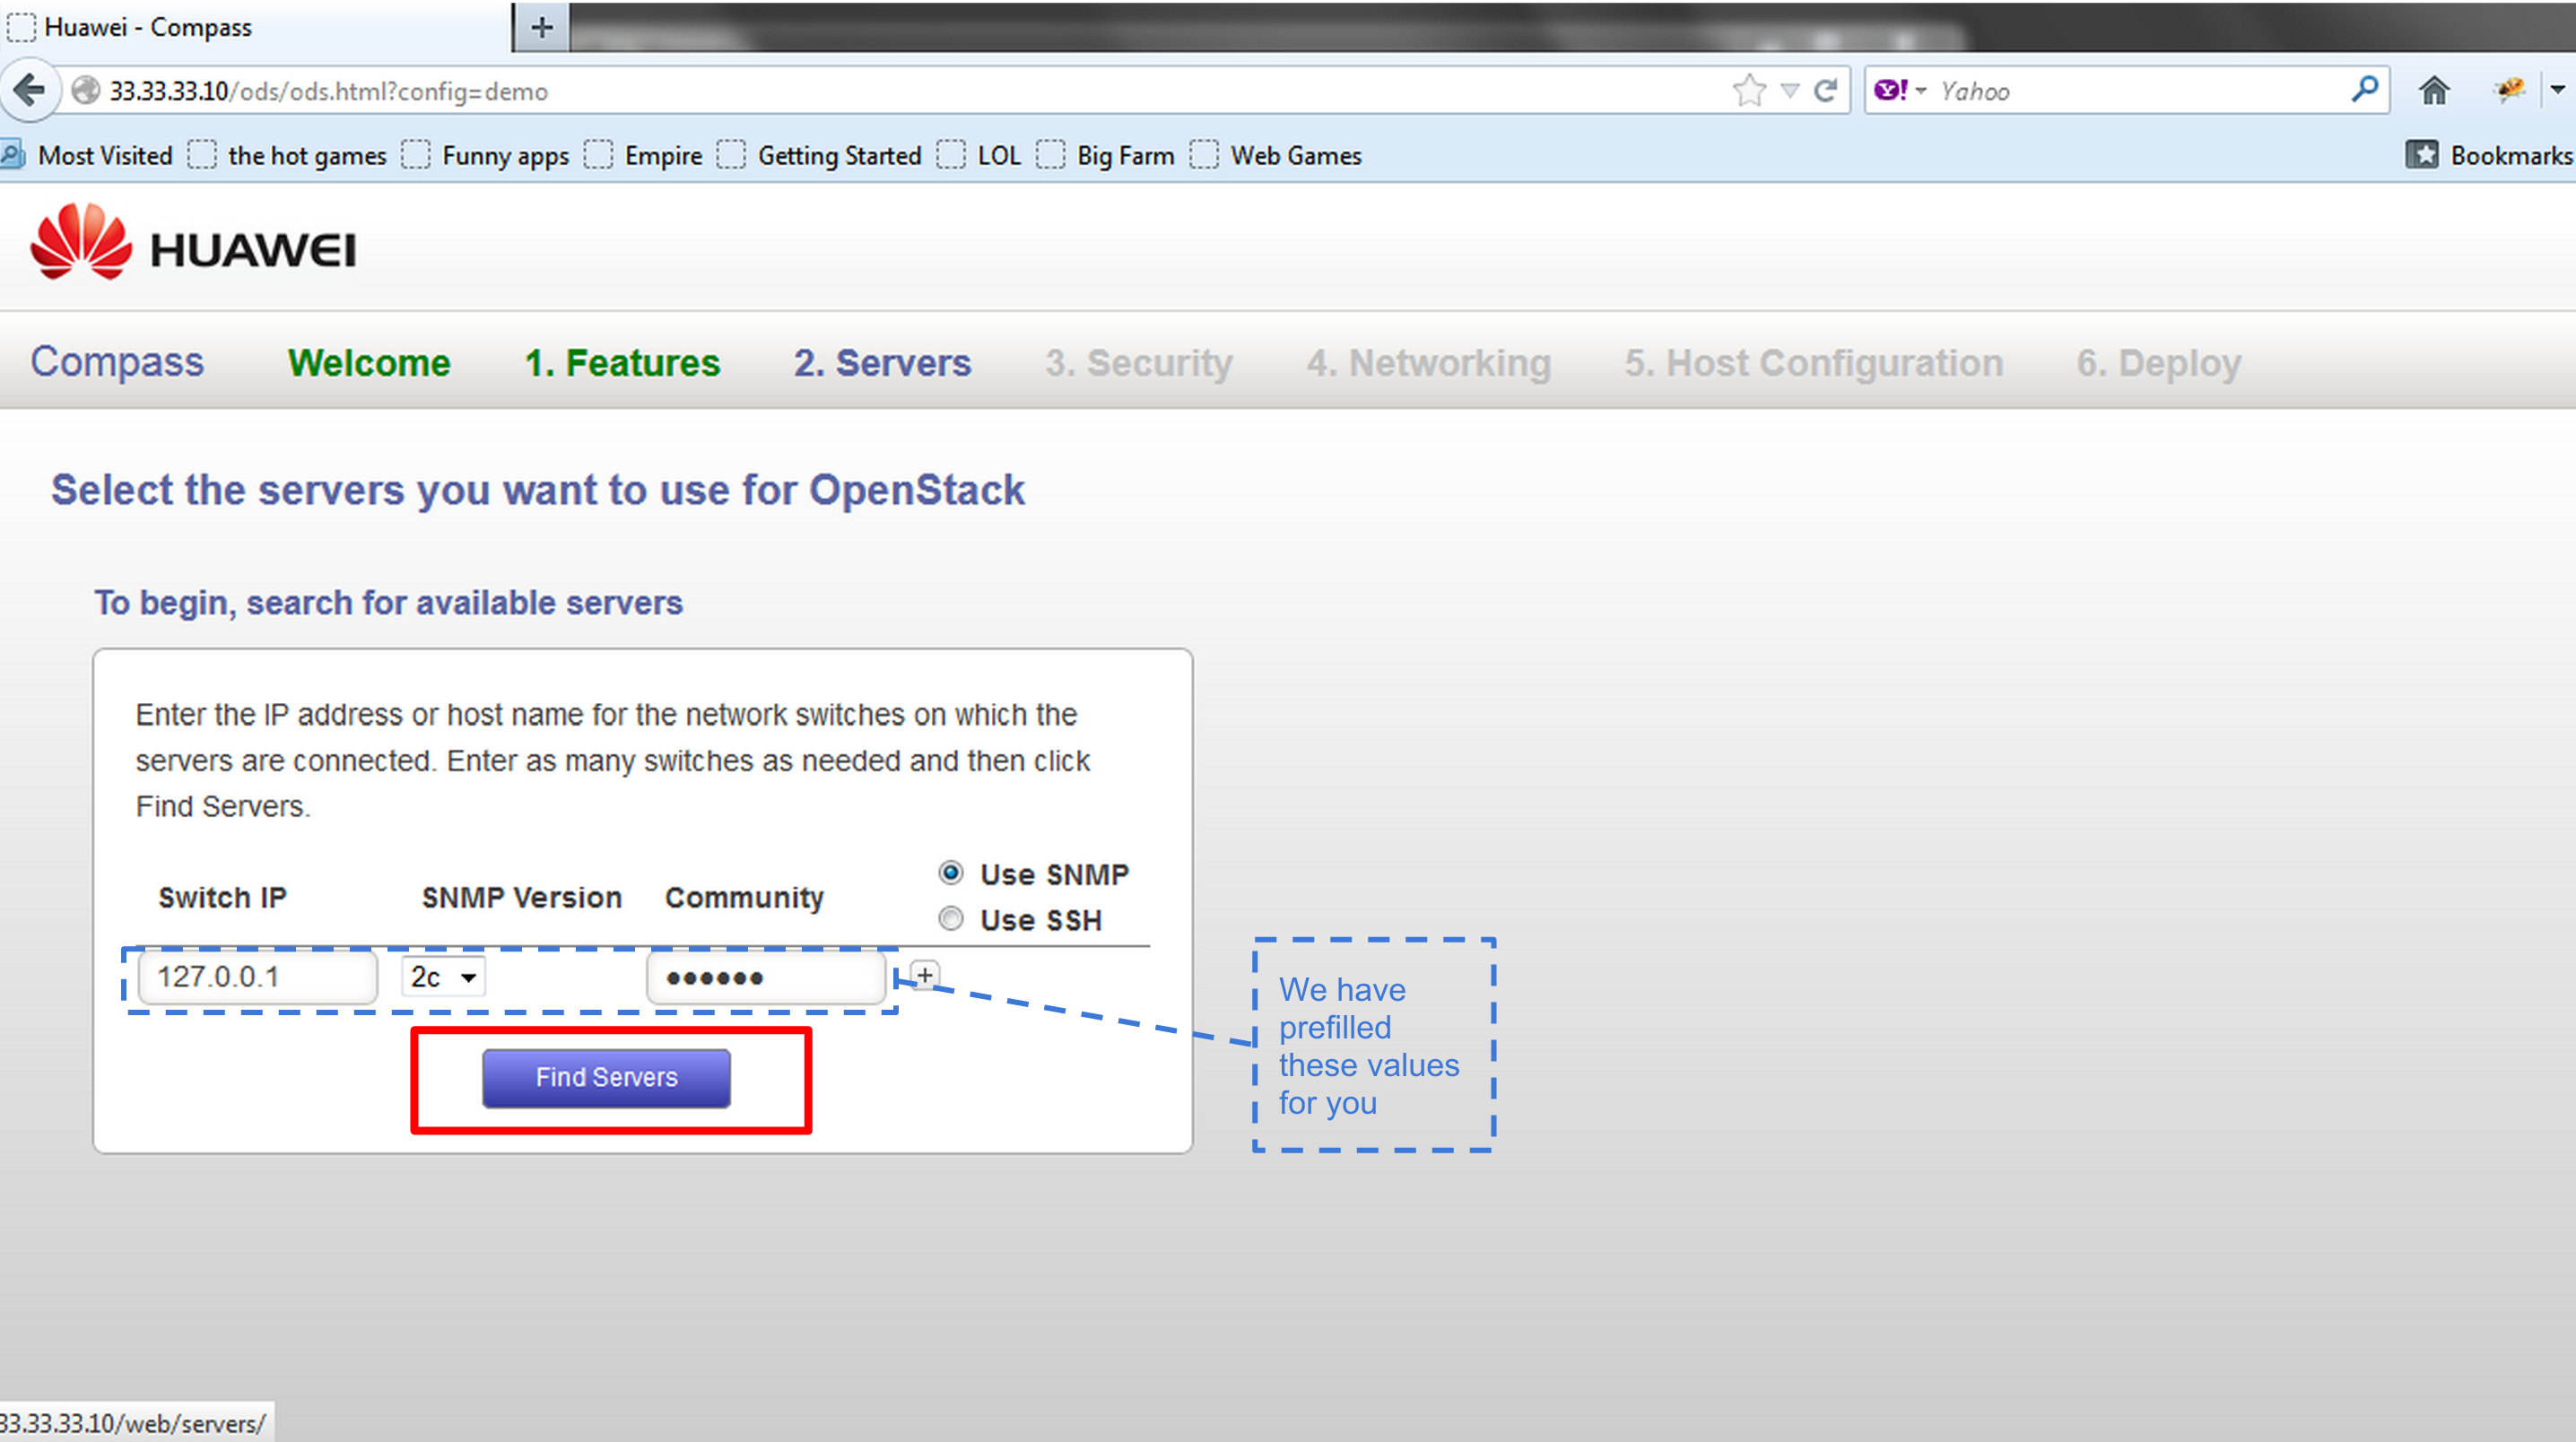 Huawei - Compass
33.33.33.10/ods/ods.html?config=demo
Yahoo
Most Visited the hot games Funny apps Empire Getting Started LOL Big Farm Web Games Bookmarks
HUAWEI
Compass Welcome 1. Features 2. Servers 3. Security 4. Networking 5. Host Configuration 6. Deploy
Select the servers you want to use for OpenStack
To begin, search for available servers
Enter the IP address or host name for the network switches on which the
servers are connected. Enter as many switches as needed and then click
Find Servers.
Use SNMP
Switch IP SNMP Version Community
Use SSH
127.0.0.1 2c ••••••
We have
prefilled
these values
for you
Find Servers
33.33.33.10/web/servers/